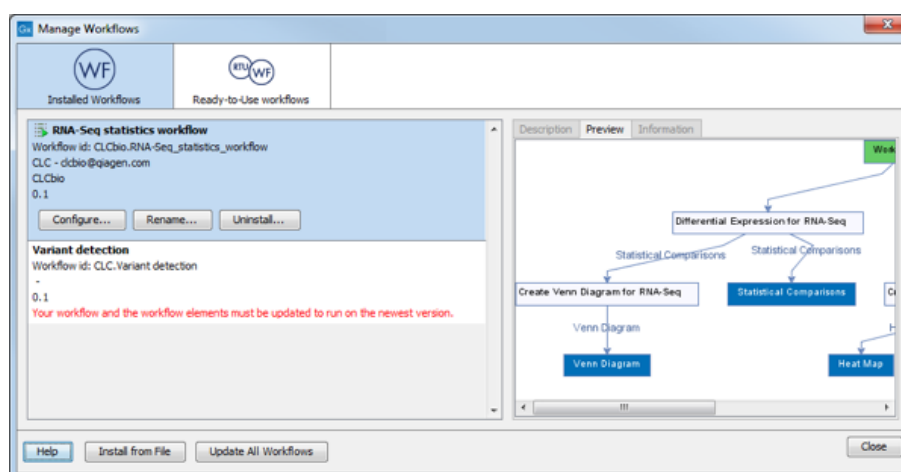 Gx Manage Workflows
WF
RTU WF
Installed Workflows
Ready-to-Use workflows
RNA-Seq statistics workflow
Workflow id: CLCbio.RNA-Seq_statistics_workflow
CLC - clcbio@qiagen.com
CLCbio
0.1
Configure...
Rename...
Uninstall...
Variant detection
Workflow id: CLC.Variant detection
-
0.1
Your workflow and the workflow elements must be updated to run on the newest version.
Description
Preview
Information
Work
Differential Expression for RNA-Seq
Statistical Comparisons
Statistical Comparisons
Create Venn Diagram for RNA-Seq
Statistical Comparisons
Venn Diagram
Venn Diagram
Heat Map
Help
Install from File
Update All Workflows
Close